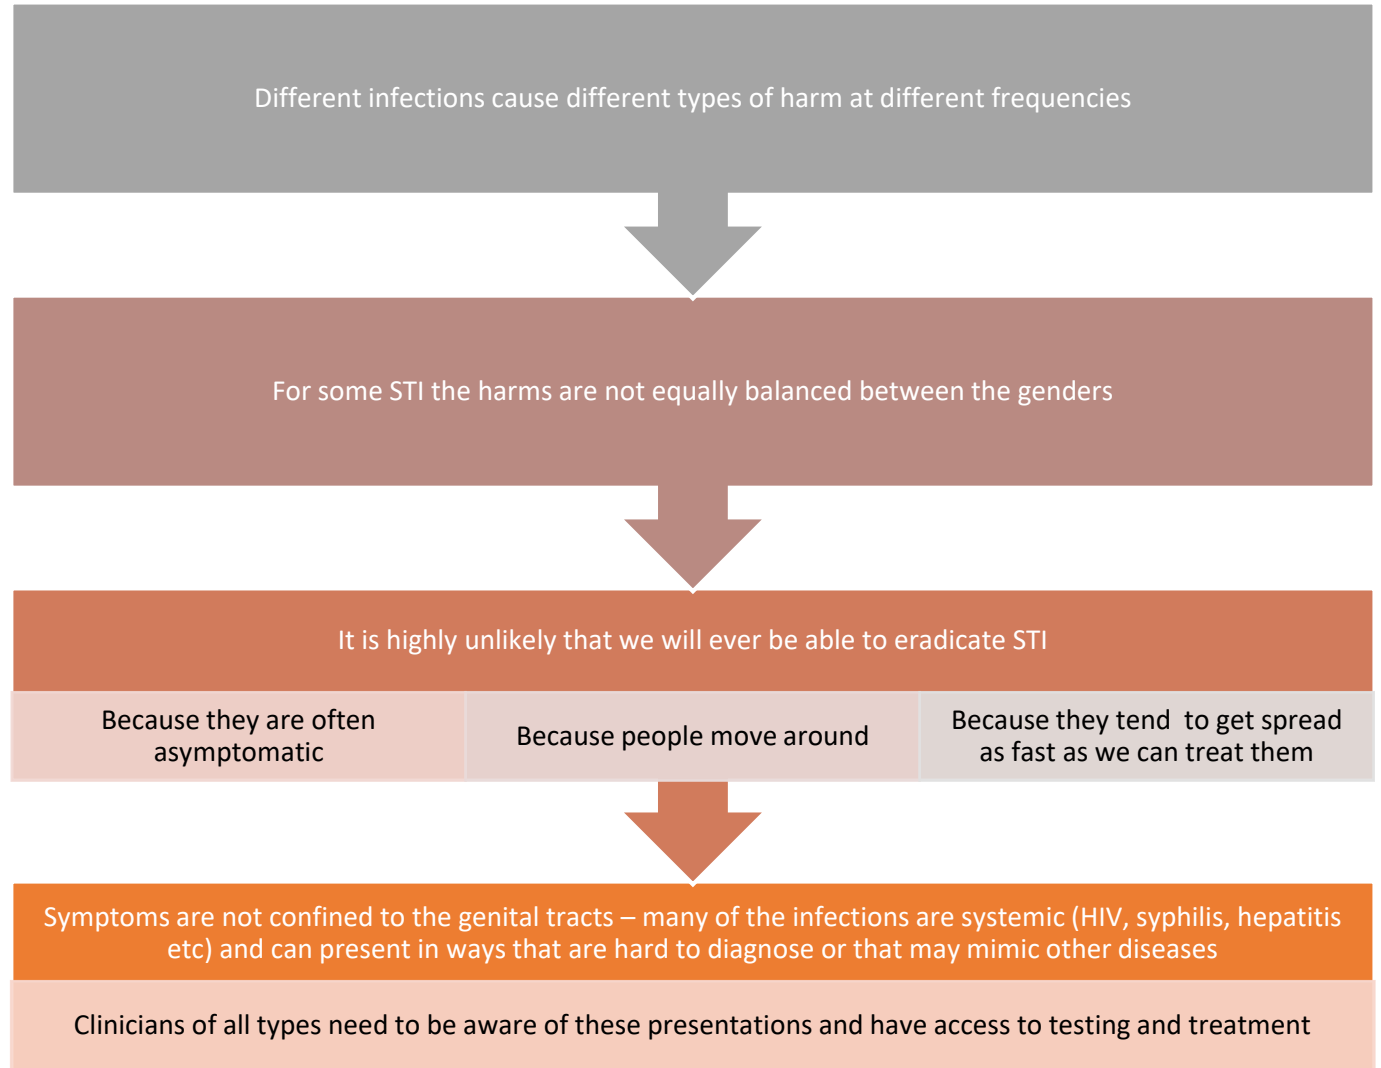 Different infections cause different types of harm at different frequencies
For some STI the harms are not equally balanced between the genders
It is highly unlikely that we will ever be able to eradicate STI
Because they are often
asymptomatic
Because people move around
Because they tend to get spread
as fast as we can treat them
Symptoms are not confined to the genital tracts – many of the infections are systemic (HIV, syphilis, hepatitis
etc) and can present in ways that are hard to diagnose or that may mimic other diseases
Clinicians of all types need to be aware of these presentations and have access to testing and treatment